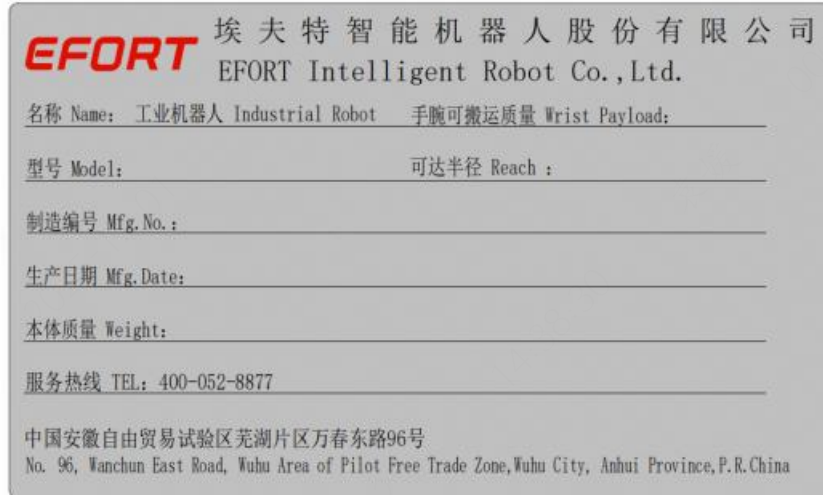 EFORT 埃夫特智能机器人股份有限公司
EFORT Intelligent Robot Co.,Ltd.
名称 Name: 工业机器人 Industrial Robot 手腕可搬运质量 Wrist Payload:
型号 Model: 可达半径 Reach :
制造编号 Mfg.No.:
生产日期 Mfg.Date:
本体质量 Weight:
服务热线 TEL: 400-052-8877
中国安徽自由贸易试验区芜湖片区万春东路96号
No. 96, Wanchun East Road, Wuhu Area of Pilot Free Trade Zone,Wuhu City, Anhui Province,P.R.China